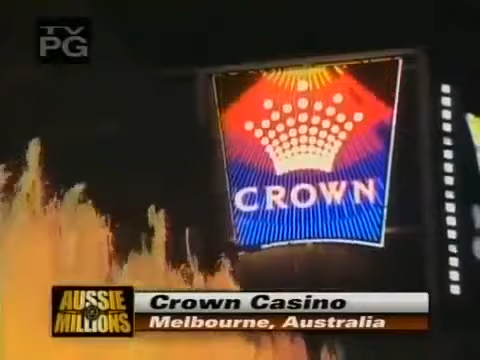 TV
PG
CROWN
AUSSIE
MILLIONS
Crown Casino
Melbourne, Australia